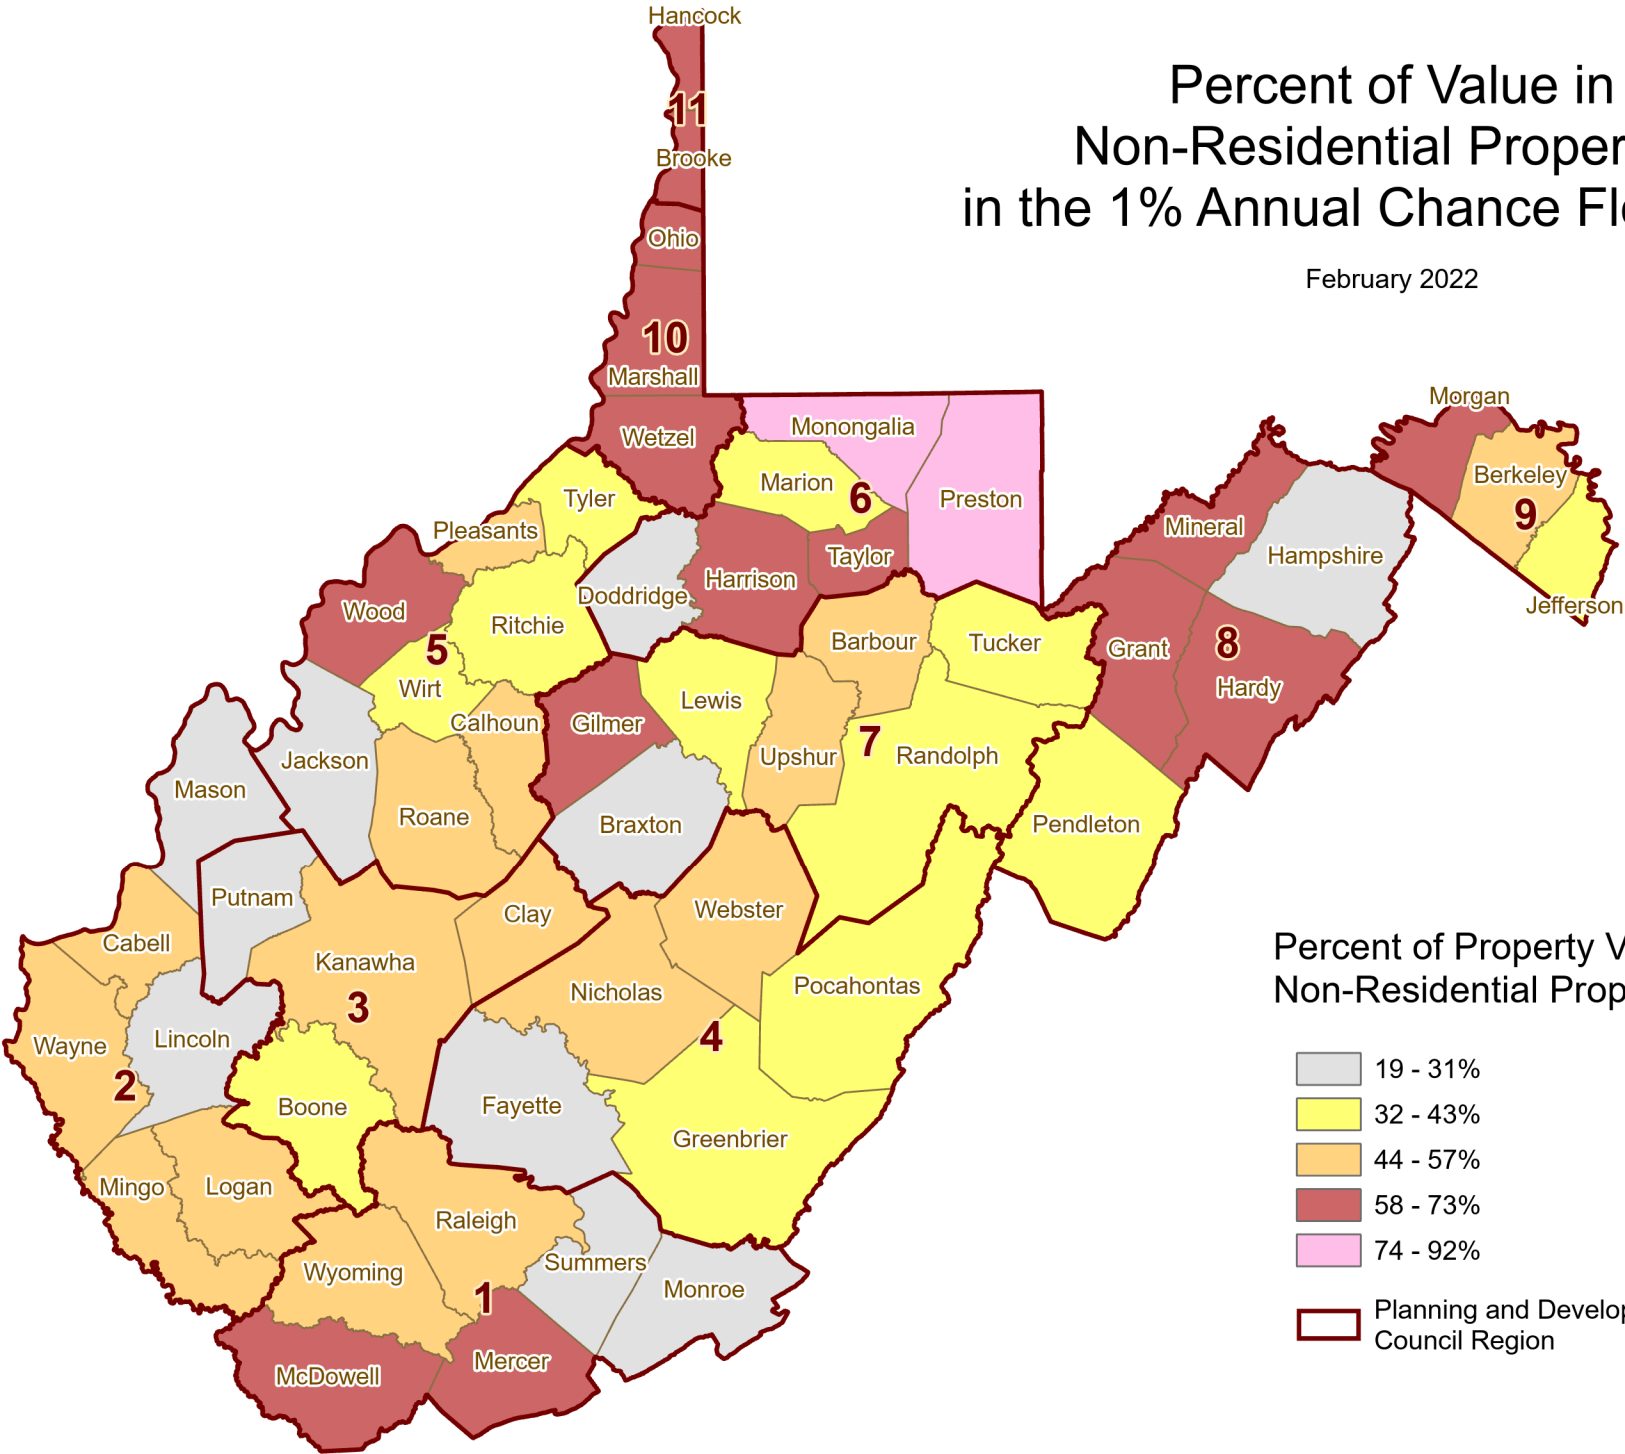 Hancock
11
Brooke
Ohio
10
Marshall
Wetzel
Percent of Value in
Non-Residential Proper
in the 1% Annual Chance Flo
February 2022
Monongalia
Marion
6
Preston
Tyler
Pleasants
Doddridge
Harrison
Taylor
Wood
5
Ritchie
Wirt
Calhoun
Jackson
Roane
Mason
Morgan
Berkeley
9
Jefferson
Mineral
Hampshire
Grant
8
Hardy
Pendleton
Barbour
Tucker
Lewis
Gilmer
Upshur
7
Randolph
Braxton
Putnam
Cabell
Kanawha
3
Clay
Webster
Nicholas
4
Pocahontas
Wayne
Lincoln
2
Boone
Fayette
Greenbrier
Mingo
Logan
Raleigh
Wyoming
1
Summers
Monroe
McDowell
Mercer
Percent of Property V
Non-Residential Prop
19 - 31%
32 - 43%
44 - 57%
58 - 73%
74 - 92%
Planning and Develop
Council Region